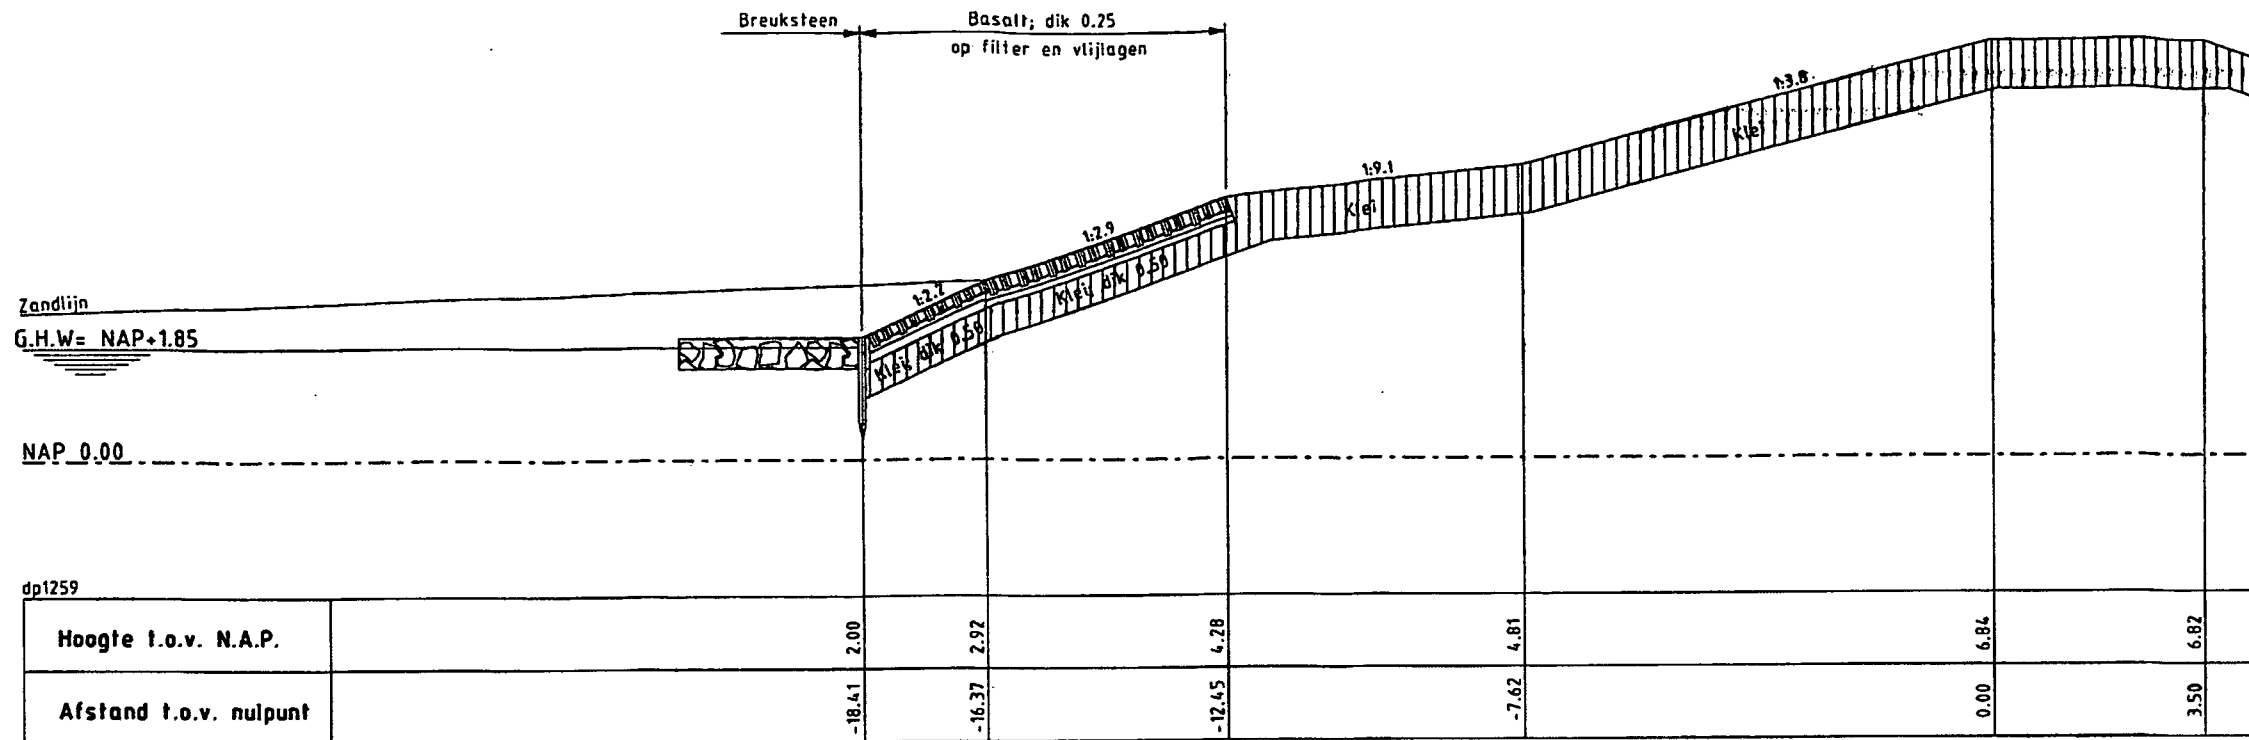 Breuksteen
Basalt; dik 0.25
op filter en vlijlagen
1:3.8
Klei
1:9.1
Klei
1:2.9
Klei, dik 0.50
1:2.2
Klei, dik 0.50
Zandlijn
G.H.W= NAP+1.85
NAP 0.00
dp1259
Hoogte t.o.v. N.A.P. 2.00 2.92 4.28 4.81 6.84 6.82
Afstand t.o.v. nulpunt -18.41 -16.37 -12.45 -7.62 0.00 3.50